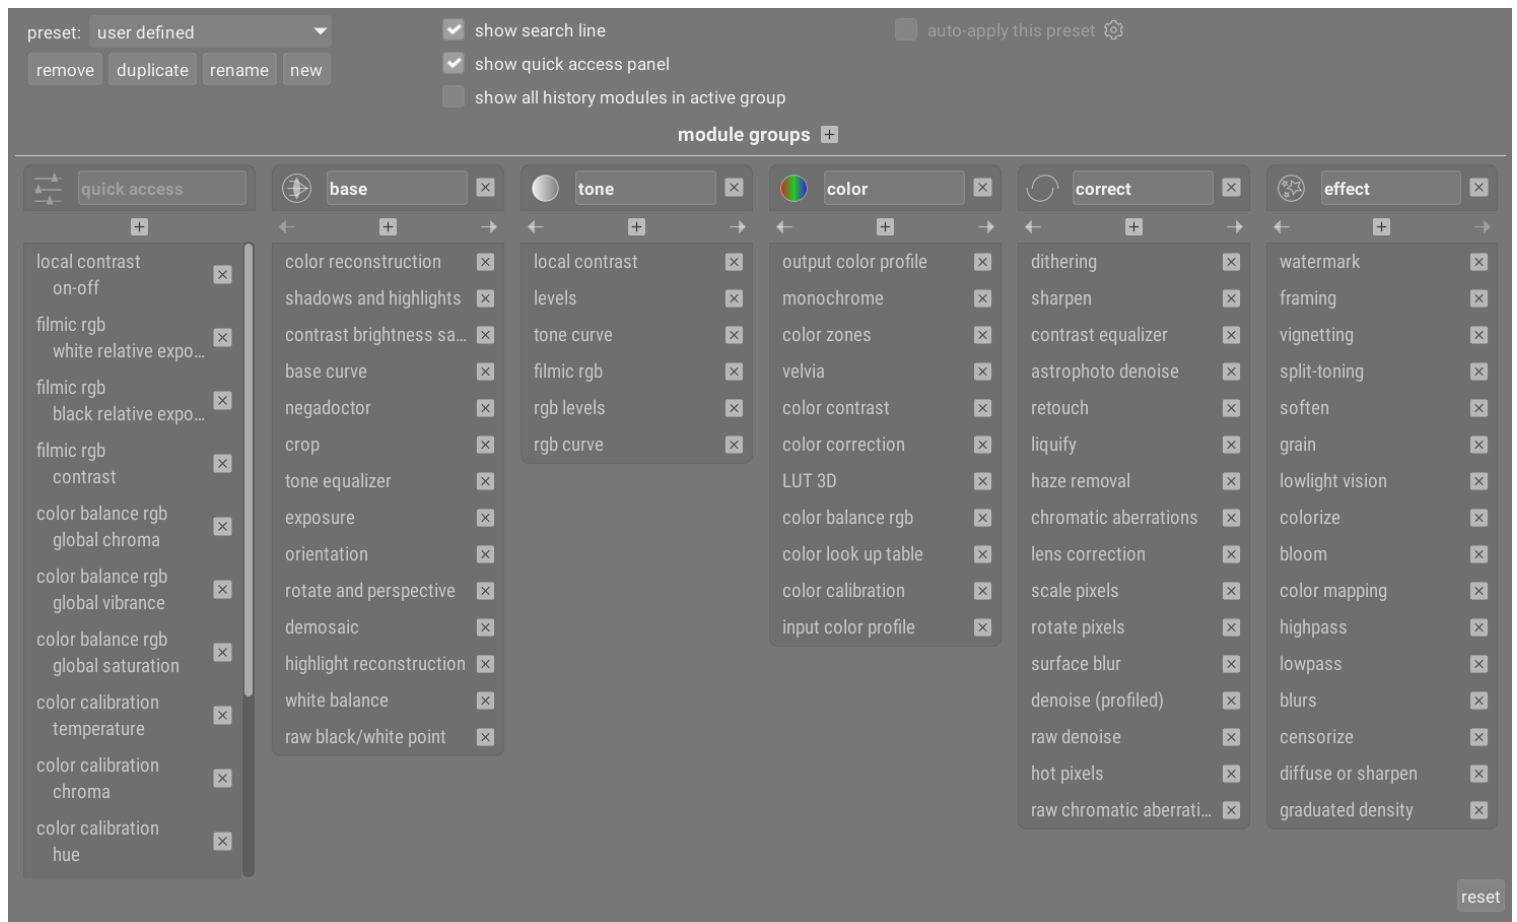 preset: user defined
remove duplicate rename new
show search line
show quick access panel
show all history modules in active group
auto-apply this preset
module groups
quick access
local contrast
on-off
filmic rgb
white relative expo…
filmic rgb
black relative expo…
filmic rgb
contrast
color balance rgb
global chroma
color balance rgb
global vibrance
color balance rgb
global saturation
color calibration
temperature
color calibration
chroma
color calibration
hue
base
color reconstruction
shadows and highlights
contrast brightness sa…
base curve
negadoctor
crop
tone equalizer
exposure
orientation
rotate and perspective
demosaic
highlight reconstruction
white balance
raw black/white point
tone
local contrast
levels
tone curve
filmic rgb
rgb levels
rgb curve
color
output color profile
monochrome
color zones
velvia
color contrast
color correction
LUT 3D
color balance rgb
color look up table
color calibration
input color profile
correct
dithering
sharpen
contrast equalizer
astrophoto denoise
retouch
liquify
haze removal
chromatic aberrations
lens correction
scale pixels
rotate pixels
surface blur
denoise (profiled)
raw denoise
hot pixels
raw chromatic aberrati…
effect
watermark
framing
vignetting
split-toning
soften
grain
lowlight vision
colorize
bloom
color mapping
highpass
lowpass
blurs
censorize
diffuse or sharpen
graduated density
reset